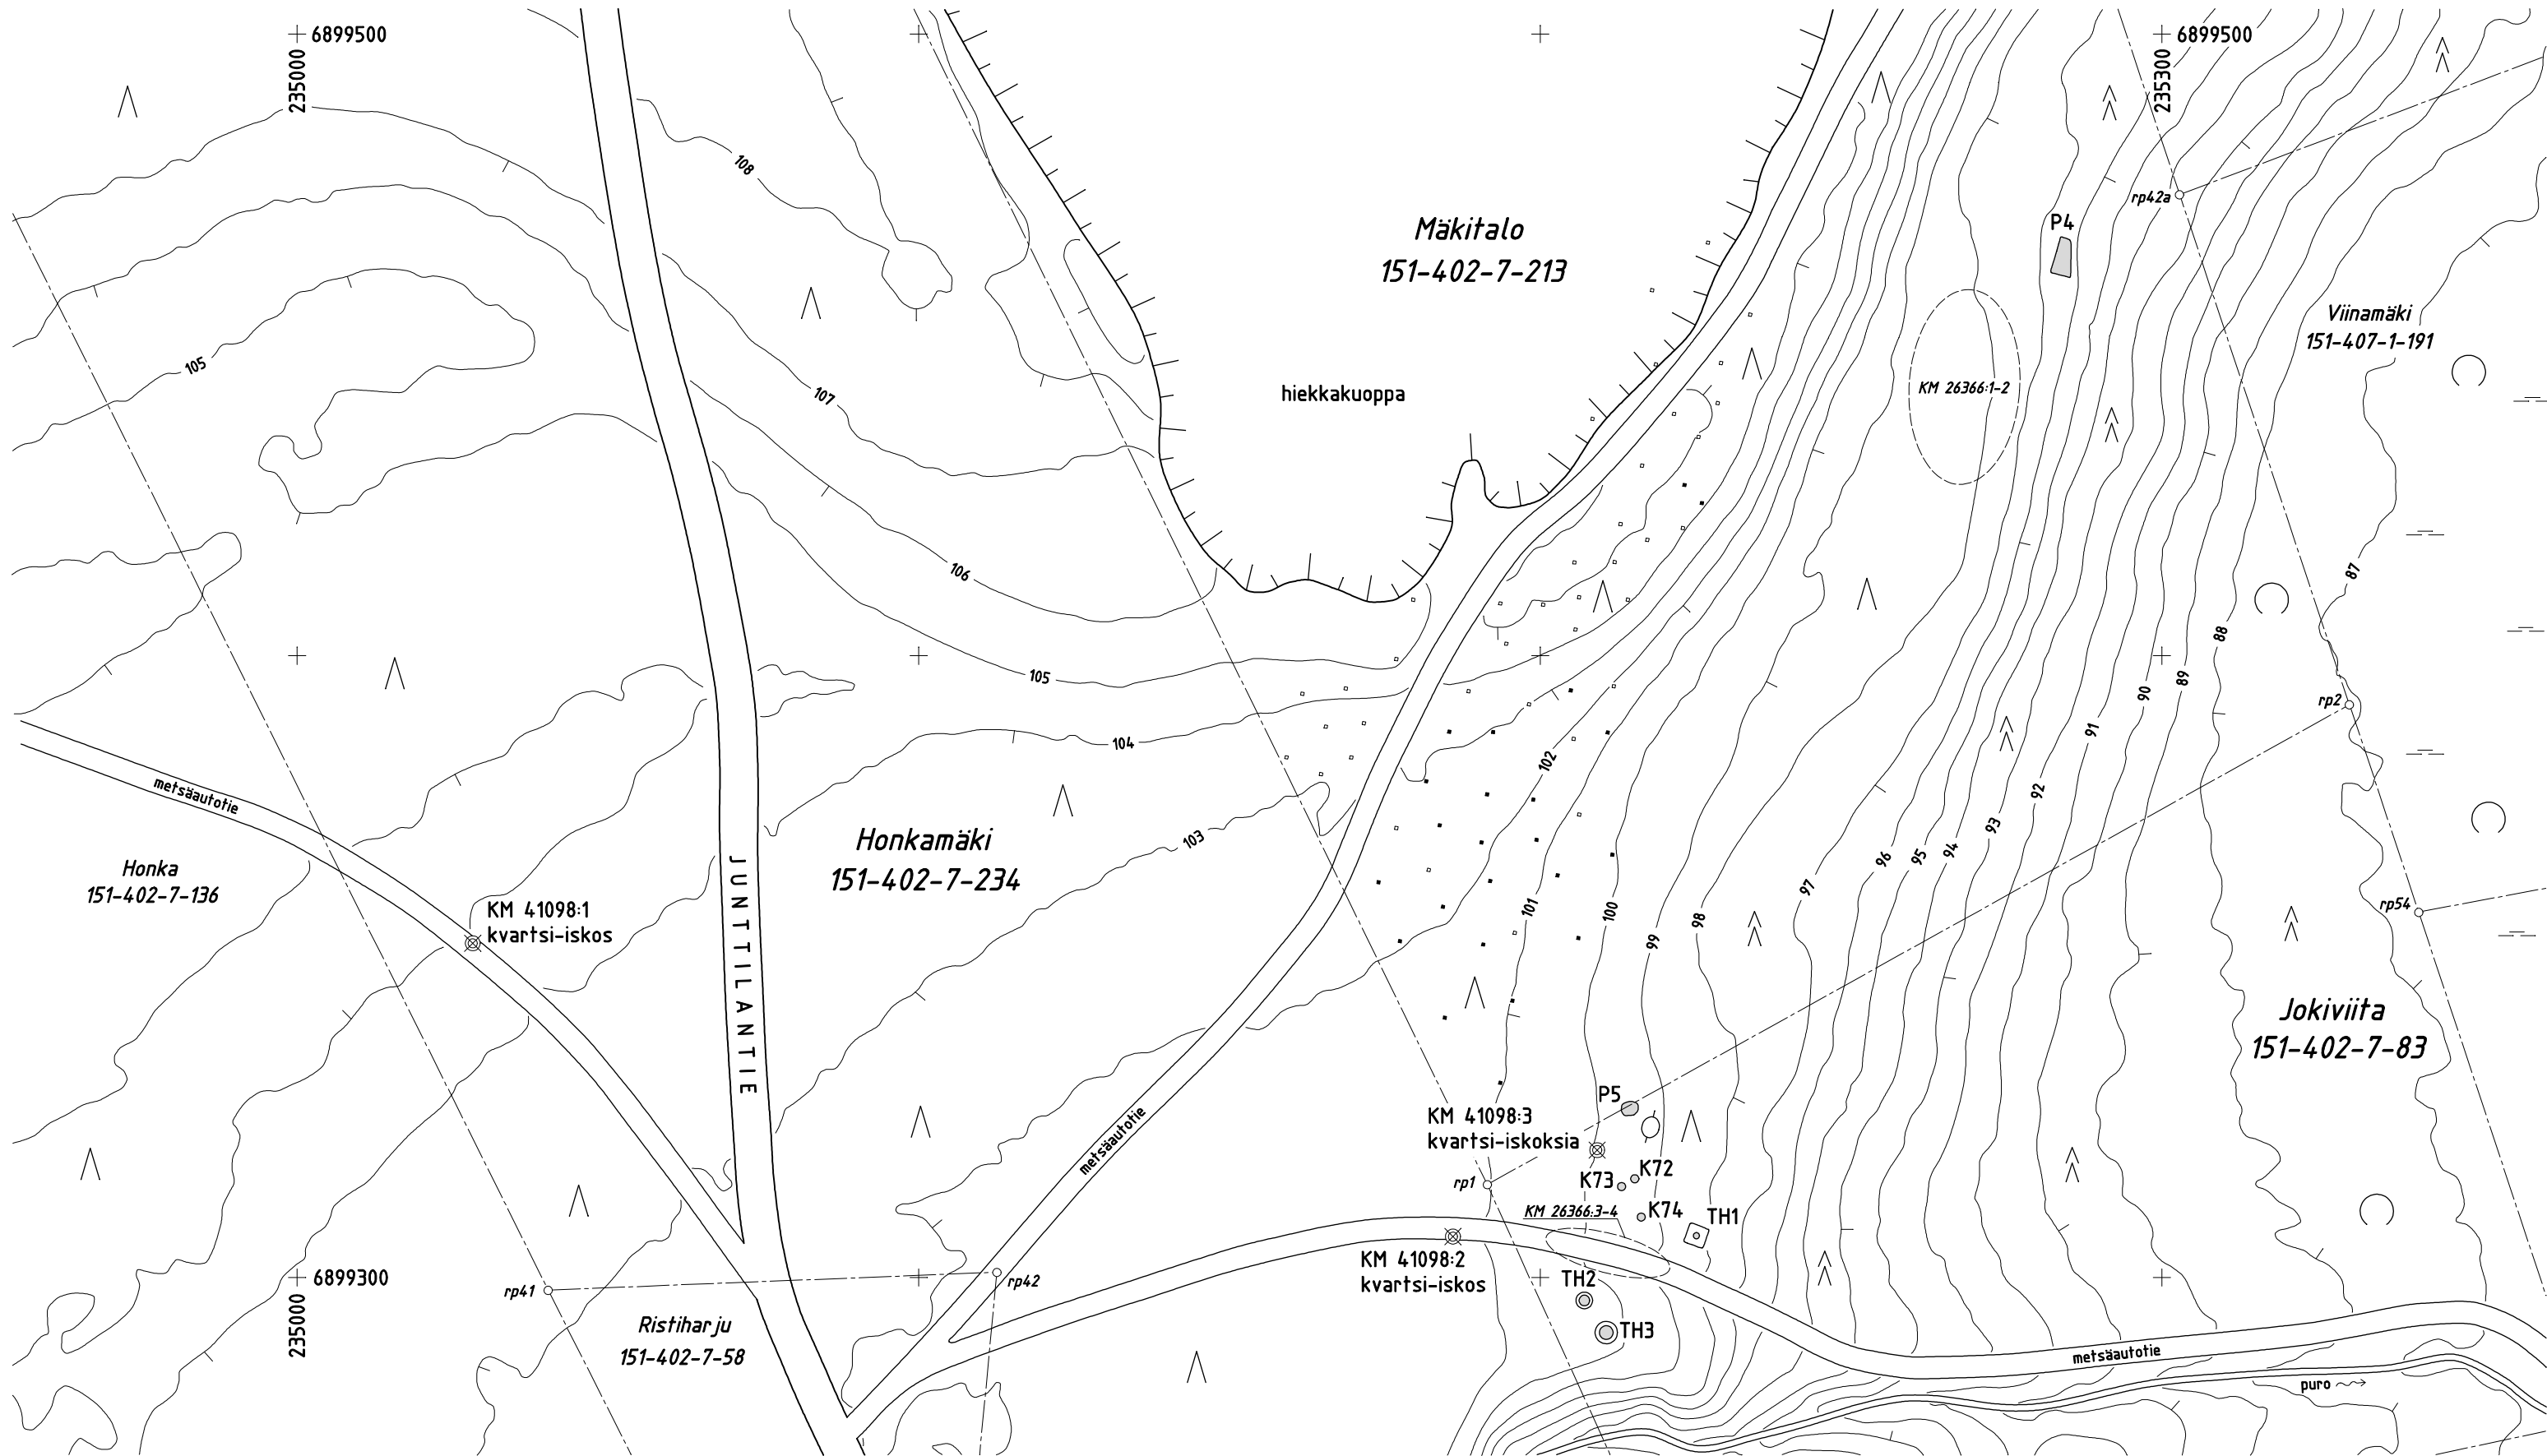 6899500
6899500
235000
235300
108
rp42a
P4
Mäkitalo
151-402-7-213
Viinamäki
151-407-1-191
105
107
hiekkakuoppa
KM 26366:1-2
106
87
88
105
89
90
rp2
104
91
102
92
metsäautotie
103
93
94
95
96
97
Honkamäki
151-402-7-234
Honka
151-402-7-136
JUNTTILANTIE
101
100
98
99
rp54
KM 41098:1
kvartsi-iskos
Jokiviita
151-402-7-83
P5
KM 41098:3
kvartsi-iskoksia
metsäautotie
K72
K73
rp1
KM 26366:3-4
K74
TH1
KM 41098:2
kvartsi-iskos
TH2
6899300
235000
rp41
rp42
TH3
Ristiharju
151-402-7-58
metsäautotie
puro